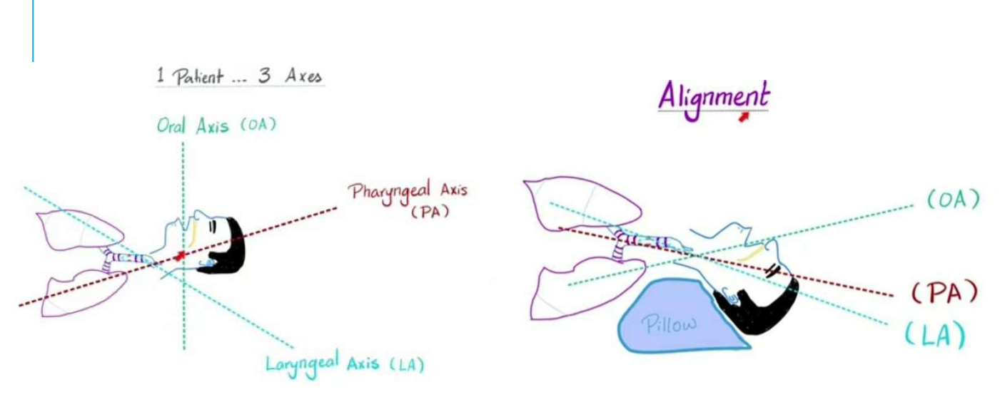 1 Patient ... 3 Axes
Oral Axis (OA)
Pharyngeal Axis
(PA)
Laryngeal Axis (LA)
Alignment
(OA)
(PA)
(LA)
Pillow